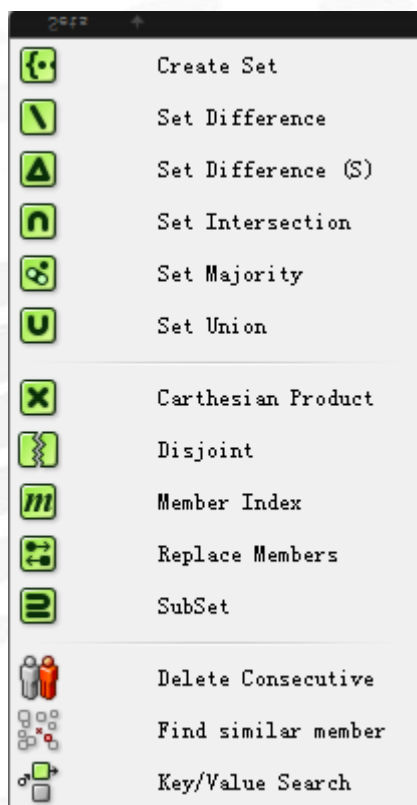 Sets
Create Set
Set Difference
Set Difference (S)
Set Intersection
Set Majority
Set Union
Carthesian Product
Disjoint
Member Index
Replace Members
SubSet
Delete Consecutive
Find similar member
Key/Value Search